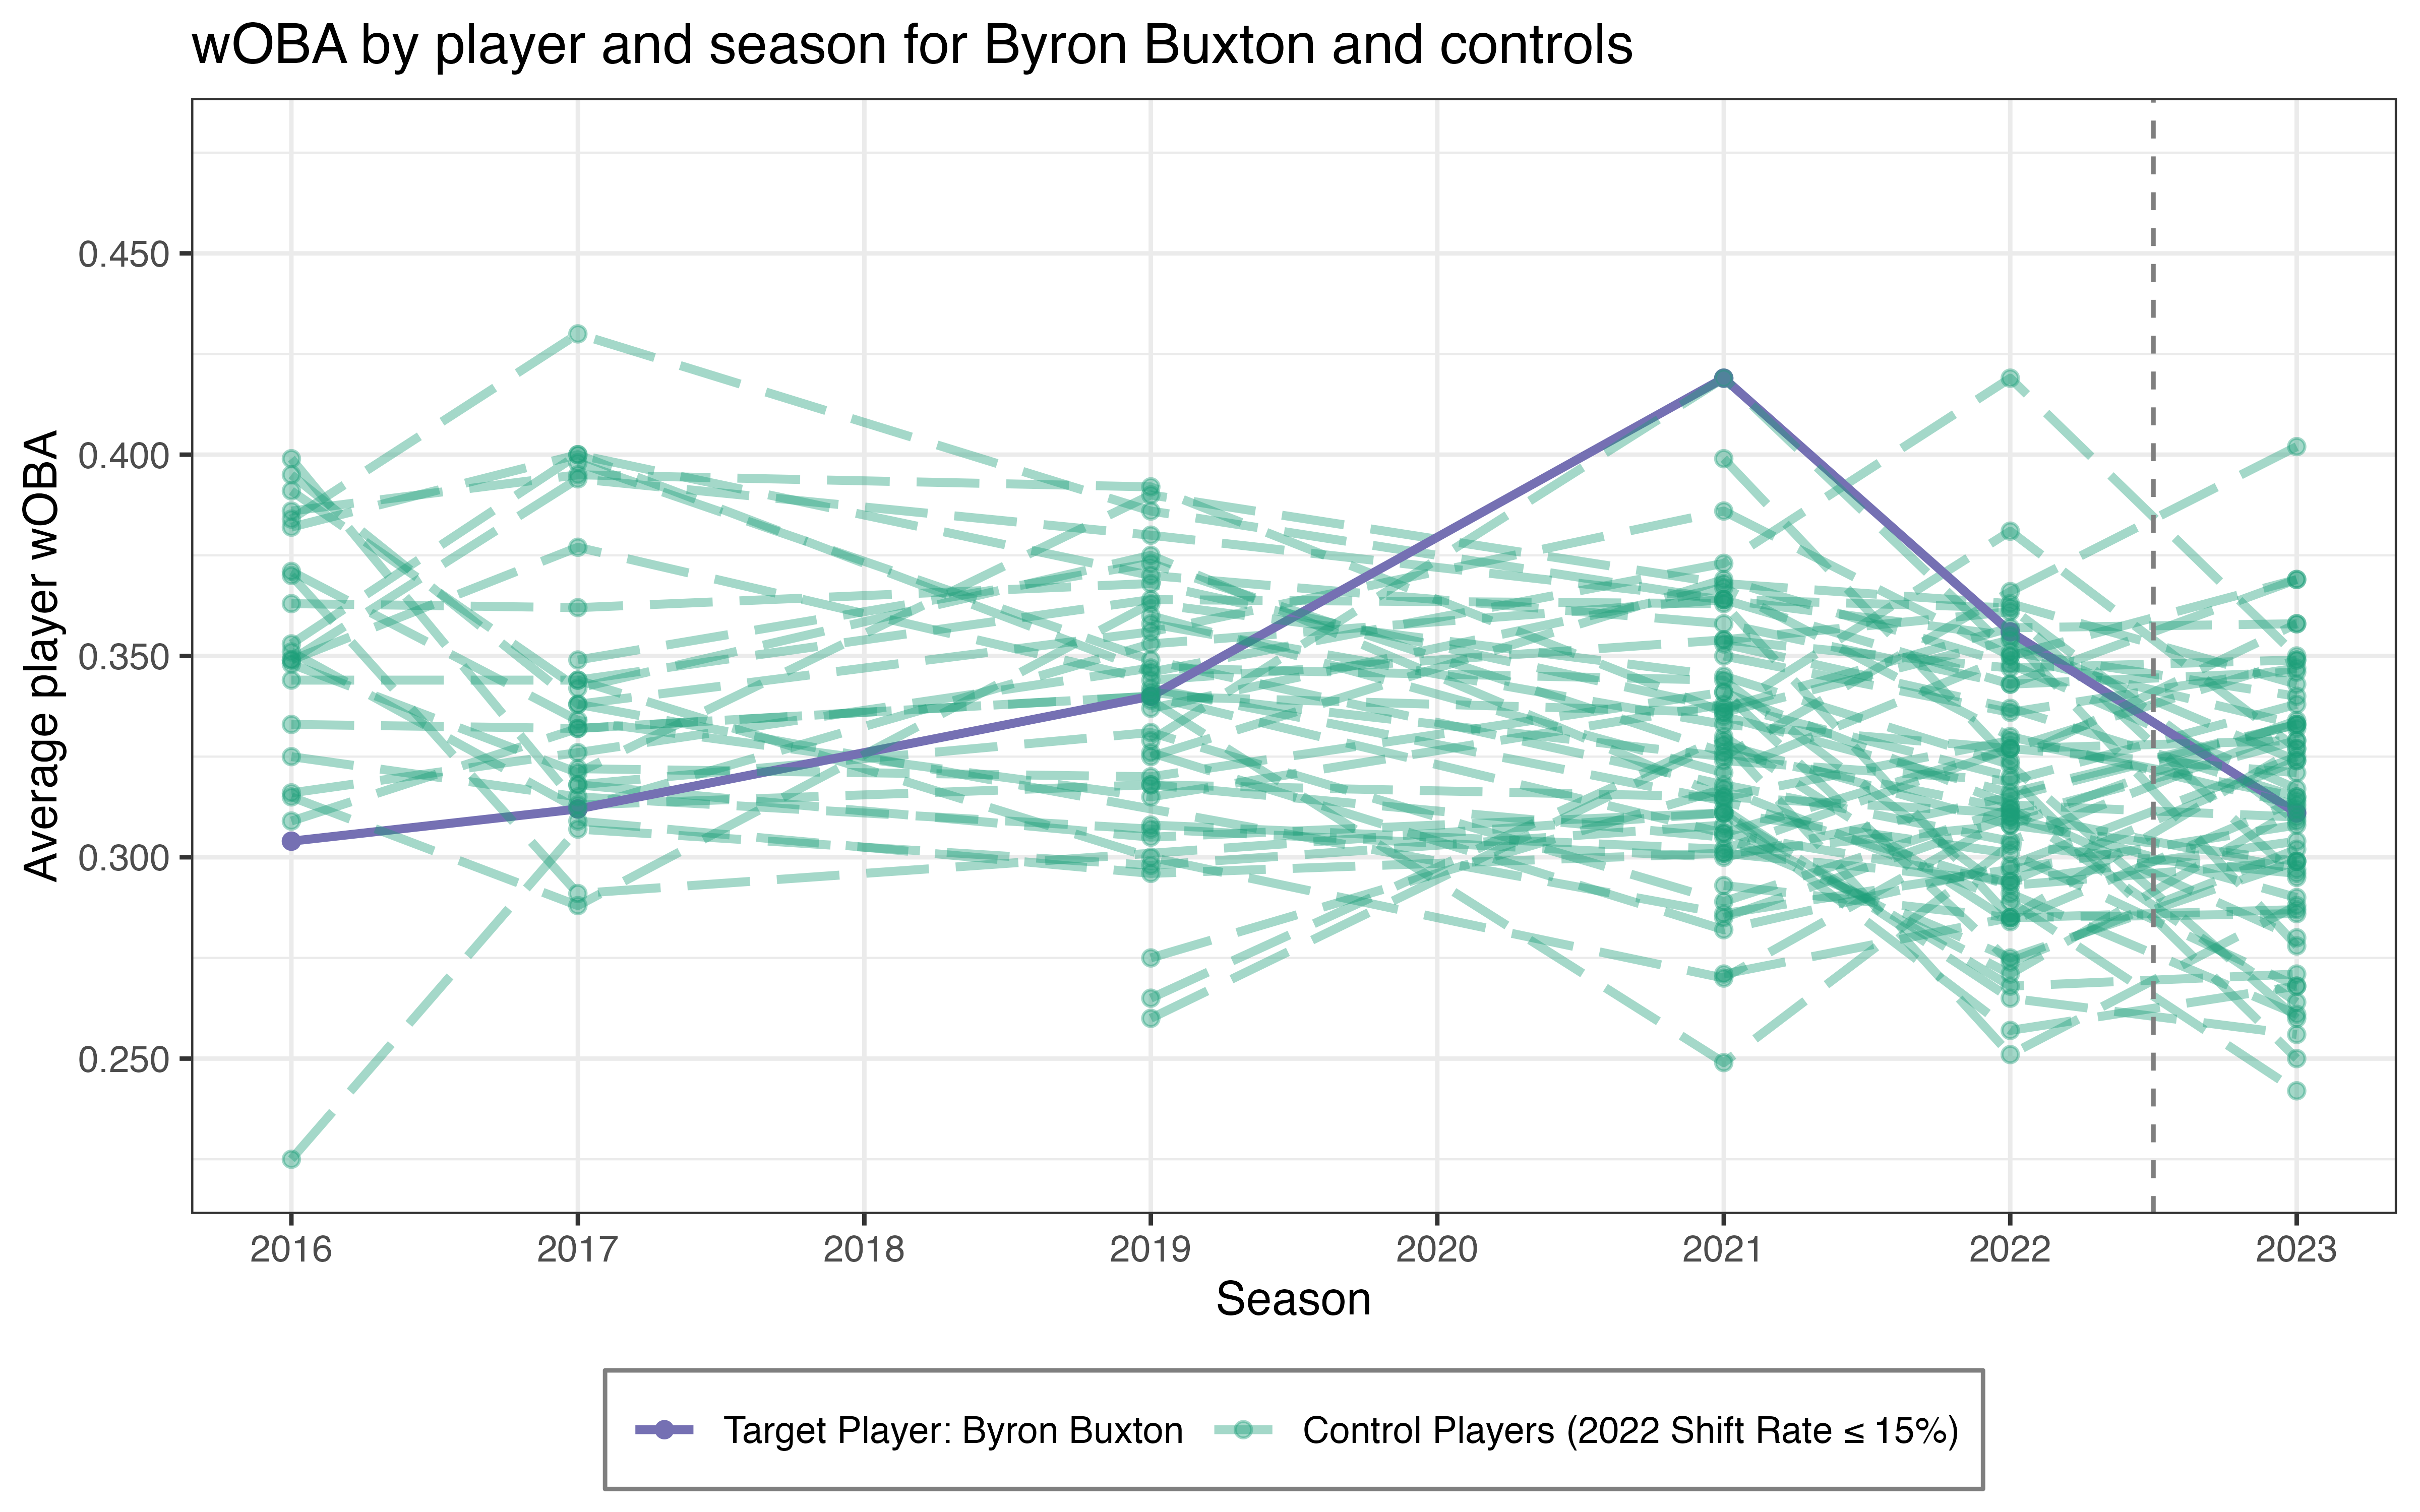 wOBA by player and season for Byron Buxton and controls
Average player wOBA
0.450
0.400
0.350
0.300
0.250
2016 2017 2018 2019 2020 2021 2022 2023
Season
Target Player: Byron Buxton Control Players (2022 Shift Rate ≤ 15%)